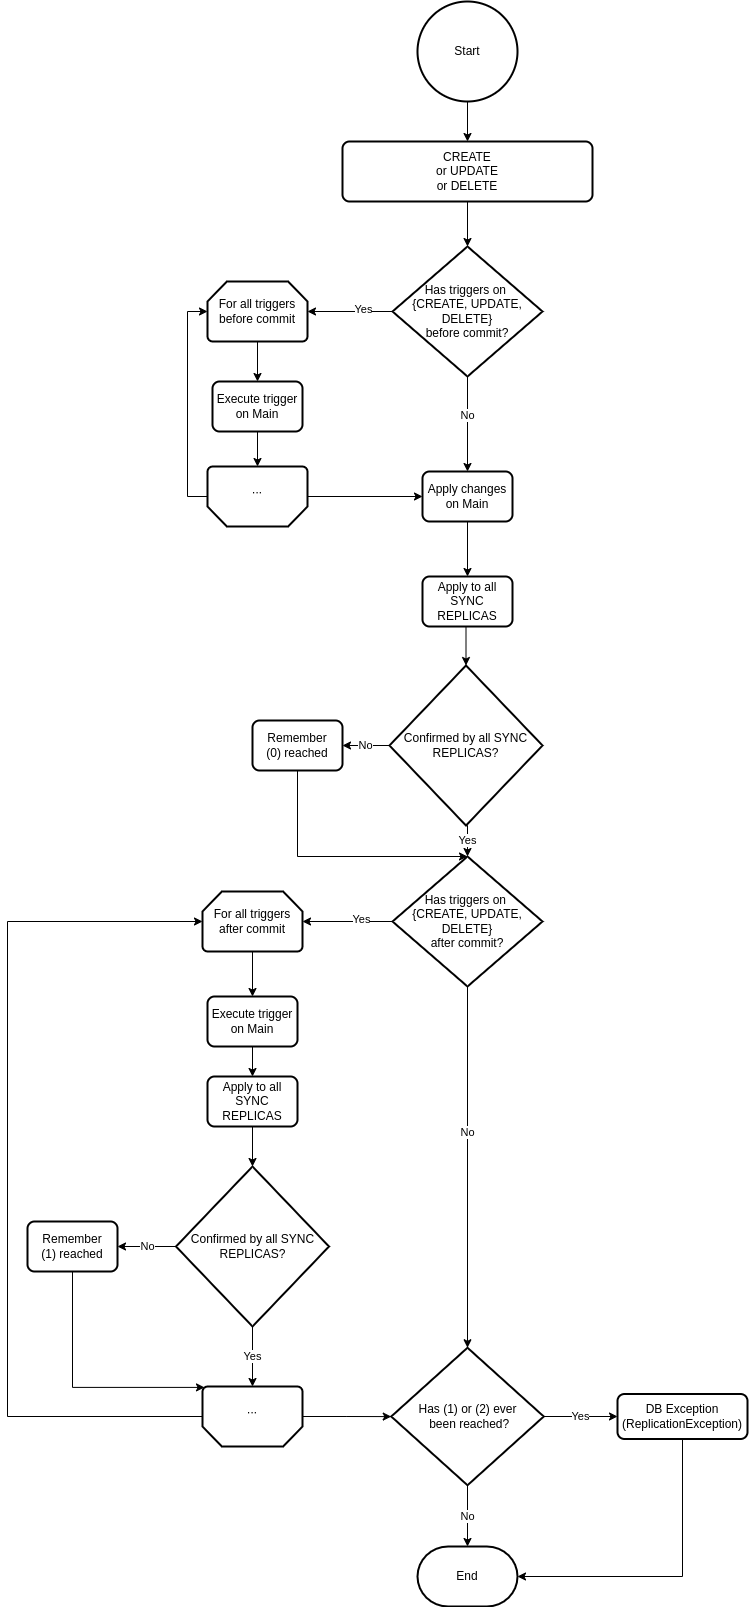 Start
CREATE
or UPDATE
or DELETE
Has triggers on
{CREATE, UPDATE,
DELETE}
before commit?
Yes
For all triggers
before commit
Execute trigger
on Main
...
No
Apply changes
on Main
Apply to all
SYNC
REPLICAS
Confirmed by all SYNC
REPLICAS?
No
Remember
(0) reached
Yes
Has triggers on
{CREATE, UPDATE,
DELETE}
after commit?
Yes
For all triggers
after commit
Execute trigger
on Main
Apply to all
SYNC
REPLICAS
No
Confirmed by all SYNC
REPLICAS?
No
Remember
(1) reached
Yes
...
Has (1) or (2) ever
been reached?
Yes
DB Exception
(ReplicationException)
No
End